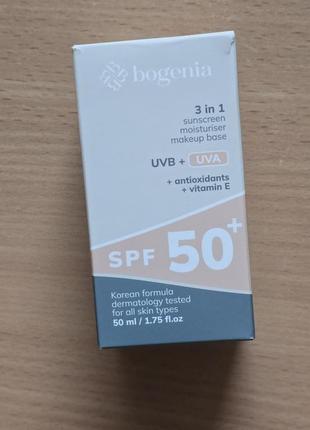 bogenia
3 in 1
sunscreen
moisturiser
makeup base
UVB + UVA
+ antioxidants
+ vitamin E
SPF 50+
Korean formula
dermatology tested
for all skin types
50 ml / 1.75 fl.oz